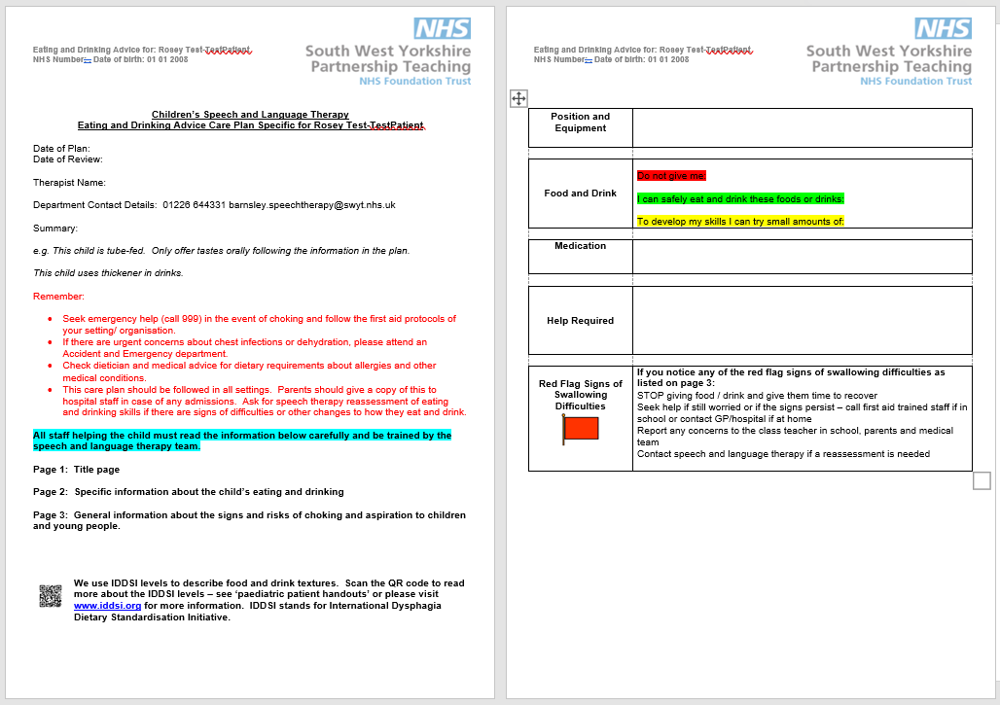 Eating and Drinking Advice for: Rosey Test-TestPatient
NHS Number:– Date of birth: 01 01 2008
NHS
South West Yorkshire
Partnership Teaching
NHS Foundation Trust
Children's Speech and Language Therapy
Eating and Drinking Advice Care Plan Specific for Rosey Test-TestPatient
Date of Plan:
Date of Review:
Therapist Name:
Department Contact Details: 01226 644331 barnsley.speechtherapy@swyt.nhs.uk
Summary:
e.g. This child is tube-fed. Only offer tastes orally following the information in the plan.
This child uses thickener in drinks.
Remember:
• Seek emergency help (call 999) in the event of choking and follow the first aid protocols of
your setting/ organisation.
• If there are urgent concerns about chest infections or dehydration, please attend an
Accident and Emergency department.
• Check dietician and medical advice for dietary requirements about allergies and other
medical conditions.
• This care plan should be followed in all settings. Parents should give a copy of this to
hospital staff in case of any admissions. Ask for speech therapy reassessment of eating
and drinking skills if there are signs of difficulties or other changes to how they eat and drink.
All staff helping the child must read the information below carefully and be trained by the
speech and language therapy team.
Page 1: Title page
Page 2: Specific information about the child's eating and drinking
Page 3: General information about the signs and risks of choking and aspiration to children
and young people.
We use IDDSI levels to describe food and drink textures. Scan the QR code to read
more about the IDDSI levels – see 'paediatric patient handouts' or please visit
www.iddsi.org for more information. IDDSI stands for International Dysphagia
Dietary Standardisation Initiative.
Eating and Drinking Advice for: Rosey Test-TestPatient
NHS Number:– Date of birth: 01 01 2008
NHS
South West Yorkshire
Partnership Teaching
NHS Foundation Trust
Position and
Equipment
Food and Drink
Do not give me:
I can safely eat and drink these foods or drinks:
To develop my skills I can try small amounts of:
Medication
Help Required
Red Flag Signs of
Swallowing
Difficulties
If you notice any of the red flag signs of swallowing difficulties as
listed on page 3:
STOP giving food / drink and give them time to recover
Seek help if still worried or if the signs persist – call first aid trained staff if in
school or contact GP/hospital if at home
Report any concerns to the class teacher in school, parents and medical
team
Contact speech and language therapy if a reassessment is needed